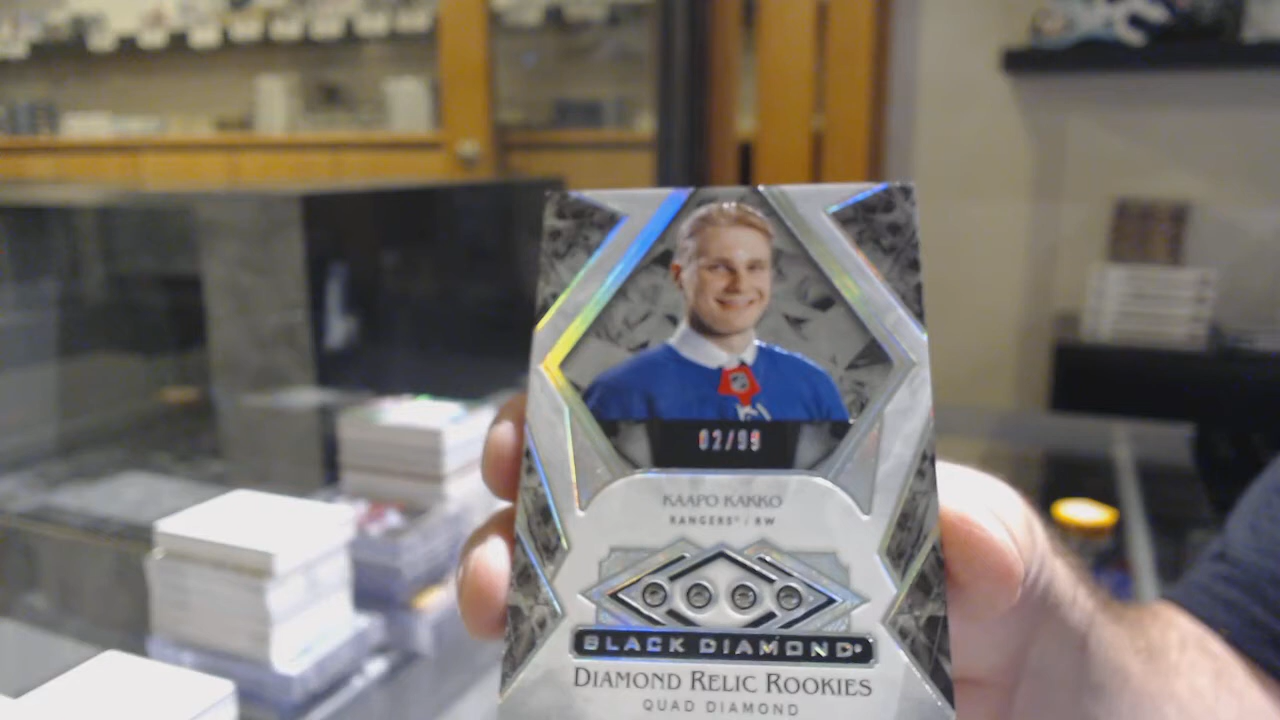 02/99
KAAPO KAKKO
RANGERS® / RW
BLACK DIAMOND®
DIAMOND RELIC ROOKIES
QUAD DIAMOND